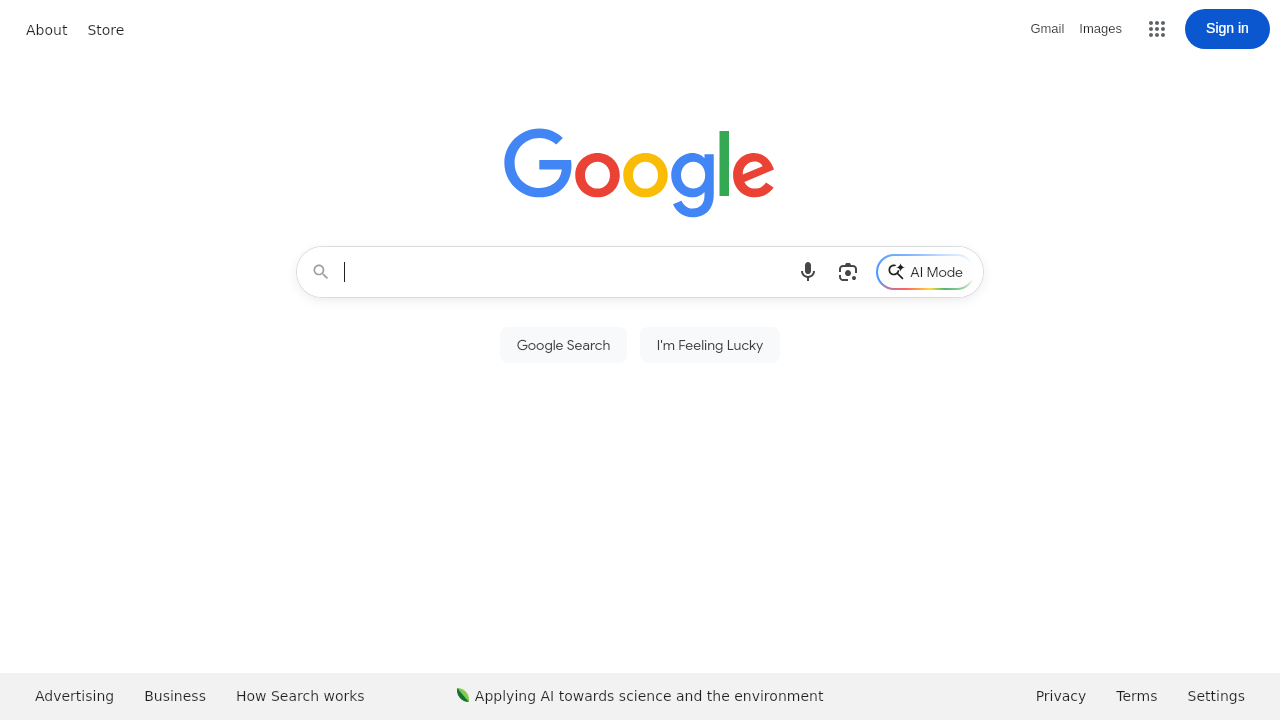 About Store
Gmail Images Sign in
Google
AI Mode
Google Search I'm Feeling Lucky
Advertising Business How Search works Applying AI towards science and the environment Privacy Terms Settings